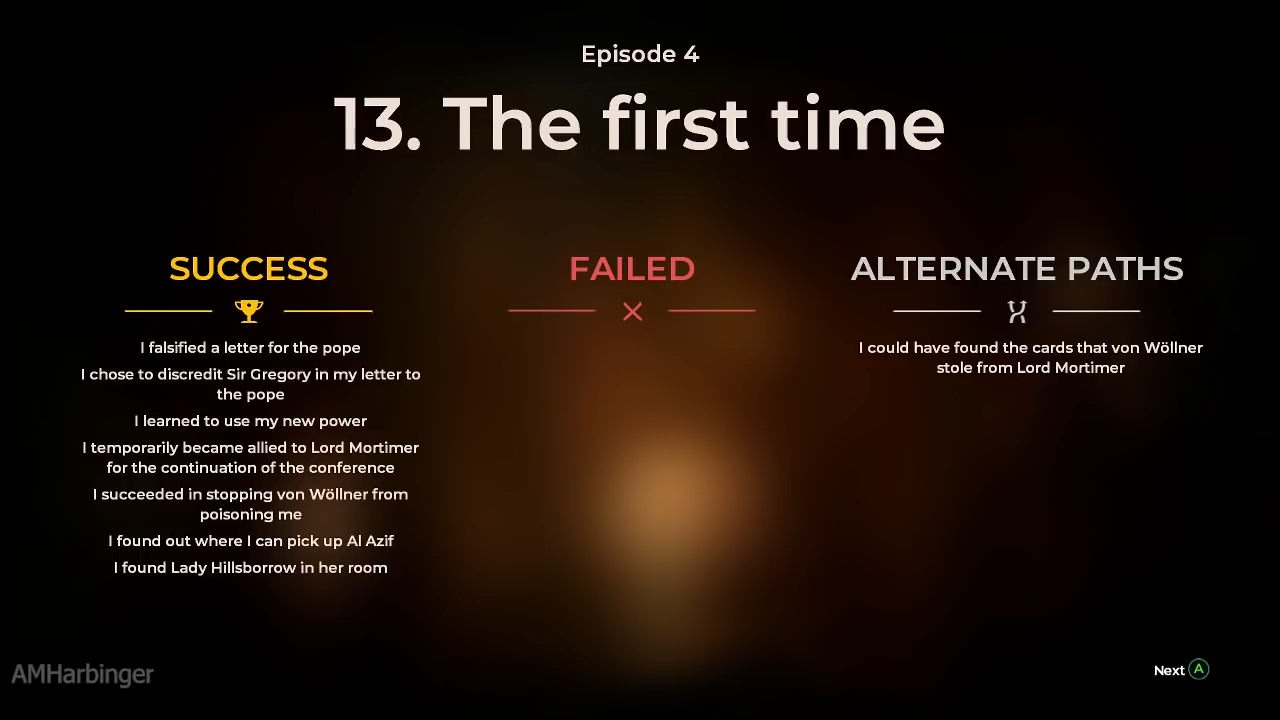 Episode 4
13. The first time
SUCCESS
I falsified a letter for the pope
I chose to discredit Sir Gregory in my letter to
the pope
I learned to use my new power
I temporarily became allied to Lord Mortimer
for the continuation of the conference
I succeeded in stopping von Wöllner from
poisoning me
I found out where I can pick up Al Azif
I found Lady Hillsborrow in her room
FAILED
ALTERNATE PATHS
I could have found the cards that von Wöllner
stole from Lord Mortimer
AMHarbinger
Next A